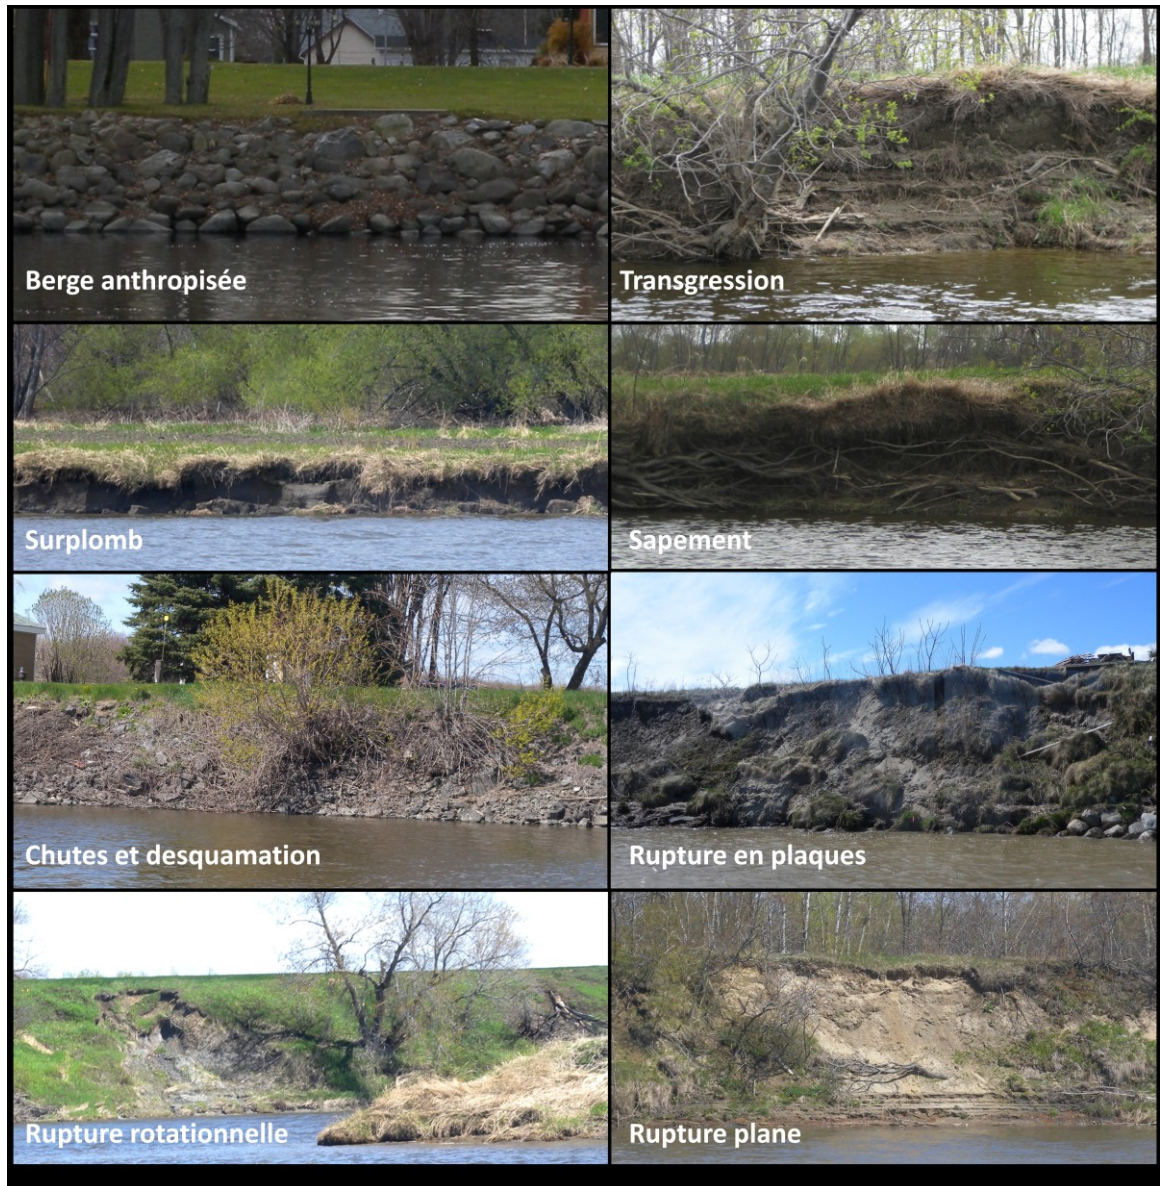 Berge anthropisée
Transgression
Surplomb
Sapement
Chutes et desquamation
Rupture en plaques
Rupture rotationnelle
Rupture plane